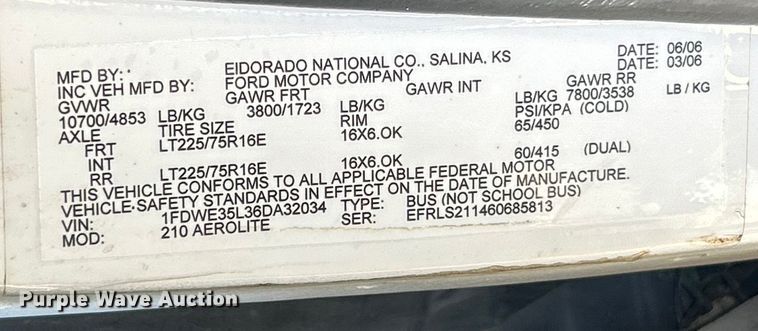 MFD BY: EIDORADO NATIONAL CO., SALINA, KS DATE: 06/06
INC VEH MFD BY: FORD MOTOR COMPANY DATE: 03/06
GVWR GAWR FRT GAWR INT GAWR RR
10700/4853 LB/KG 3800/1723 LB/KG LB/KG 7800/3538 LB / KG
AXLE TIRE SIZE RIM PSI/KPA (COLD)
FRT LT225/75R16E 16X6.OK 65/450
INT
RR LT225/75R16E 16X6.OK 60/415 (DUAL)
THIS VEHICLE CONFORMS TO ALL APPLICABLE FEDERAL MOTOR
VEHICLE-SAFETY STANDARDS IN EFFECT ON THE DATE OF MANUFACTURE.
VIN: 1FDWE35L36DA32034 TYPE: BUS (NOT SCHOOL BUS)
MOD: 210 AEROLITE SER: EFRLS211460685813
Purple Wave Auction